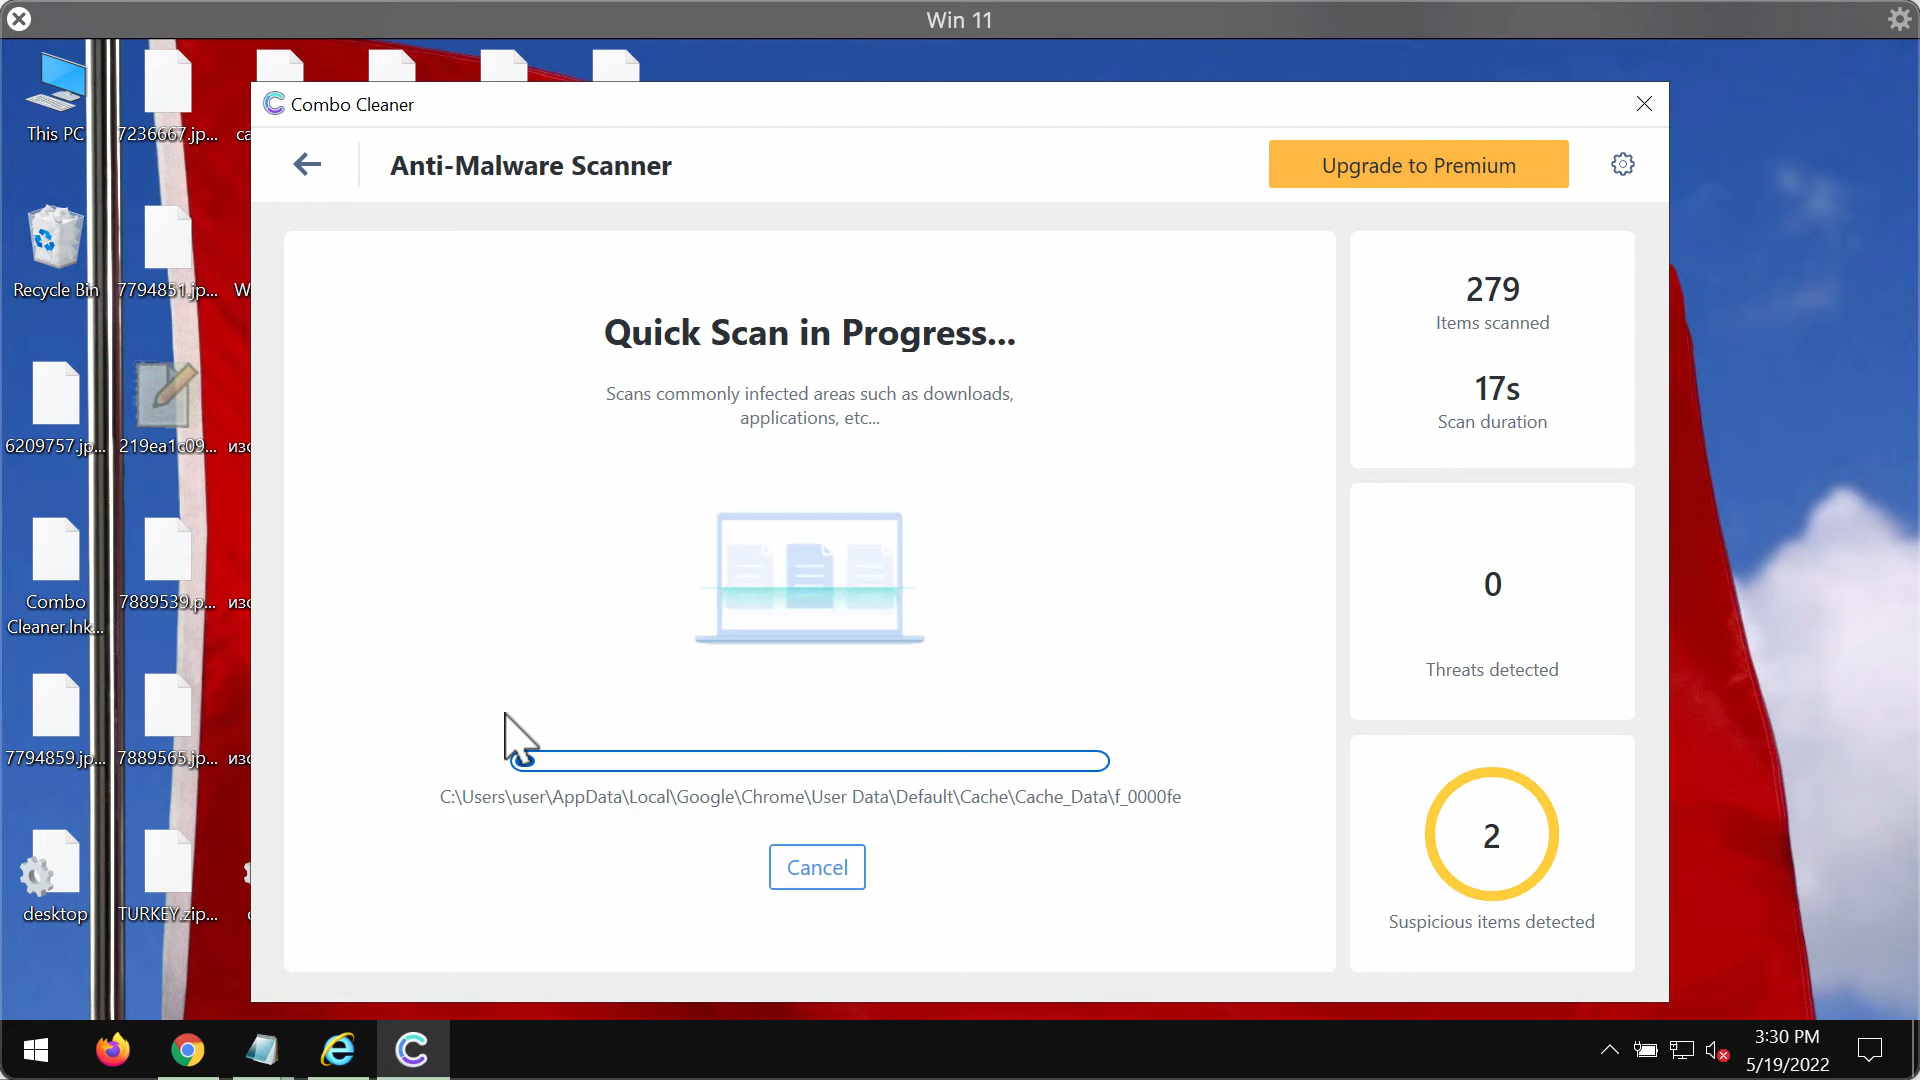 Win 11
This PC
7236667.jp...
ca
Recycle Bin
7794851.jp...
W
6209757.jp...
219ea1c09...
изо
Combo
Cleaner.lnk...
7889539.p...
изо
7794859.jp...
7889565.jp...
изо
desktop
TURKEY.zip...
Combo Cleaner
Anti-Malware Scanner
Upgrade to Premium
Quick Scan in Progress...
Scans commonly infected areas such as downloads,
applications, etc...
C:\Users\user\AppData\Local\Google\Chrome\User Data\Default\Cache\Cache_Data\f_0000fe
Cancel
279
Items scanned
17s
Scan duration
0
Threats detected
2
Suspicious items detected
3:30 PM
5/19/2022